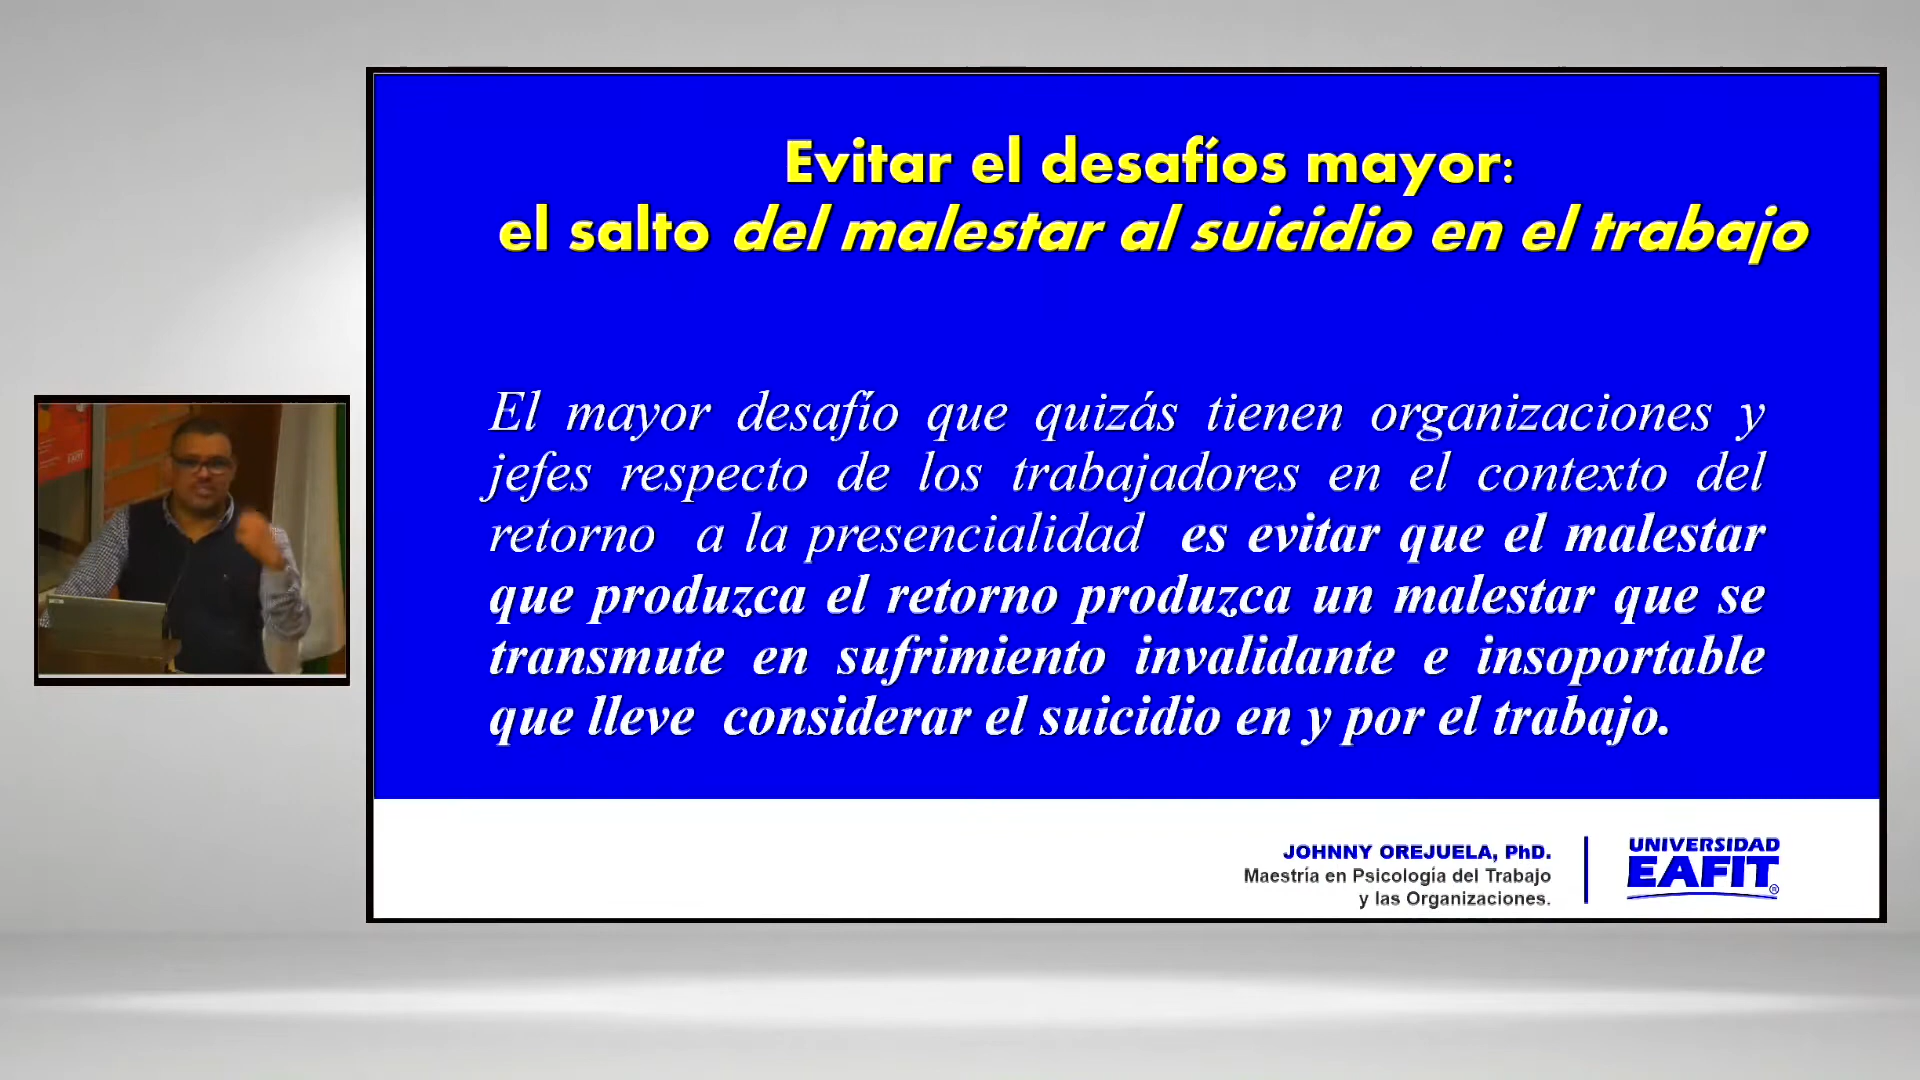 Evitar el desafíos mayor:
el salto del malestar al suicidio en el trabajo
El mayor desafío que quizás tienen organizaciones y
jefes respecto de los trabajadores en el contexto del
retorno a la presencialidad es evitar que el malestar
que produzca el retorno produzca un malestar que se
transmute en sufrimiento invalidante e insoportable
que lleve considerar el suicidio en y por el trabajo.
JOHNNY OREJUELA, PhD.
Maestría en Psicología del Trabajo
y las Organizaciones.
UNIVERSIDAD
EAFIT®